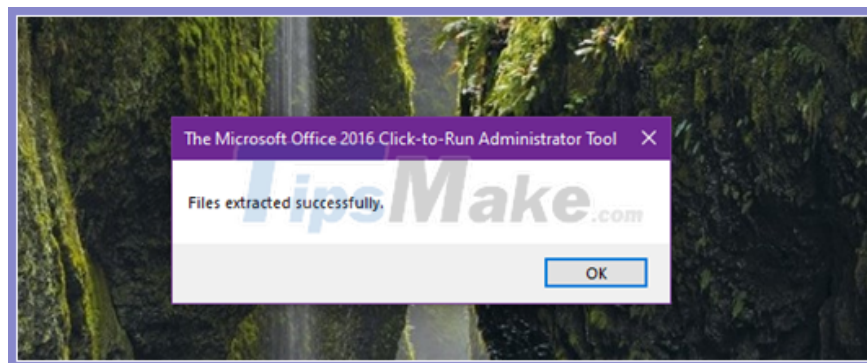 The Microsoft Office 2016 Click-to-Run Administrator Tool
Files extracted successfully.
TipsMake.com
OK